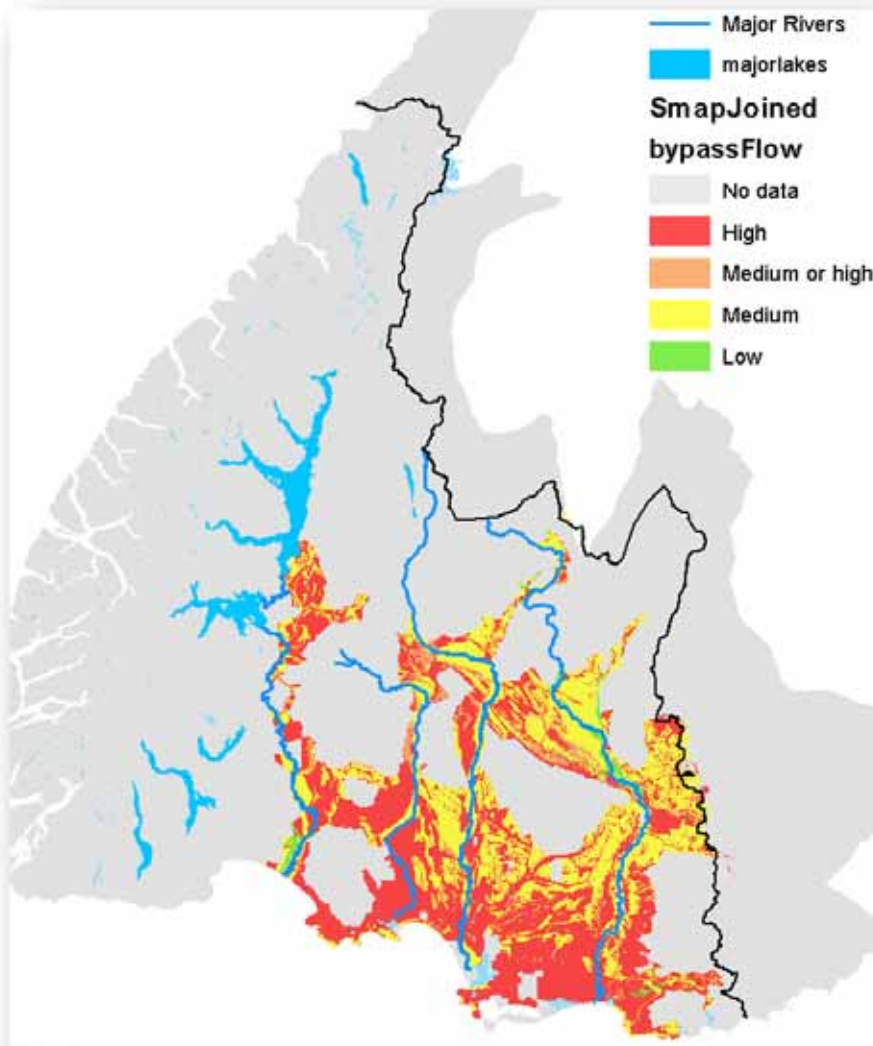 Major Rivers
majorlakes
SmapJoined
bypassFlow
No data
High
Medium or high
Medium
Low